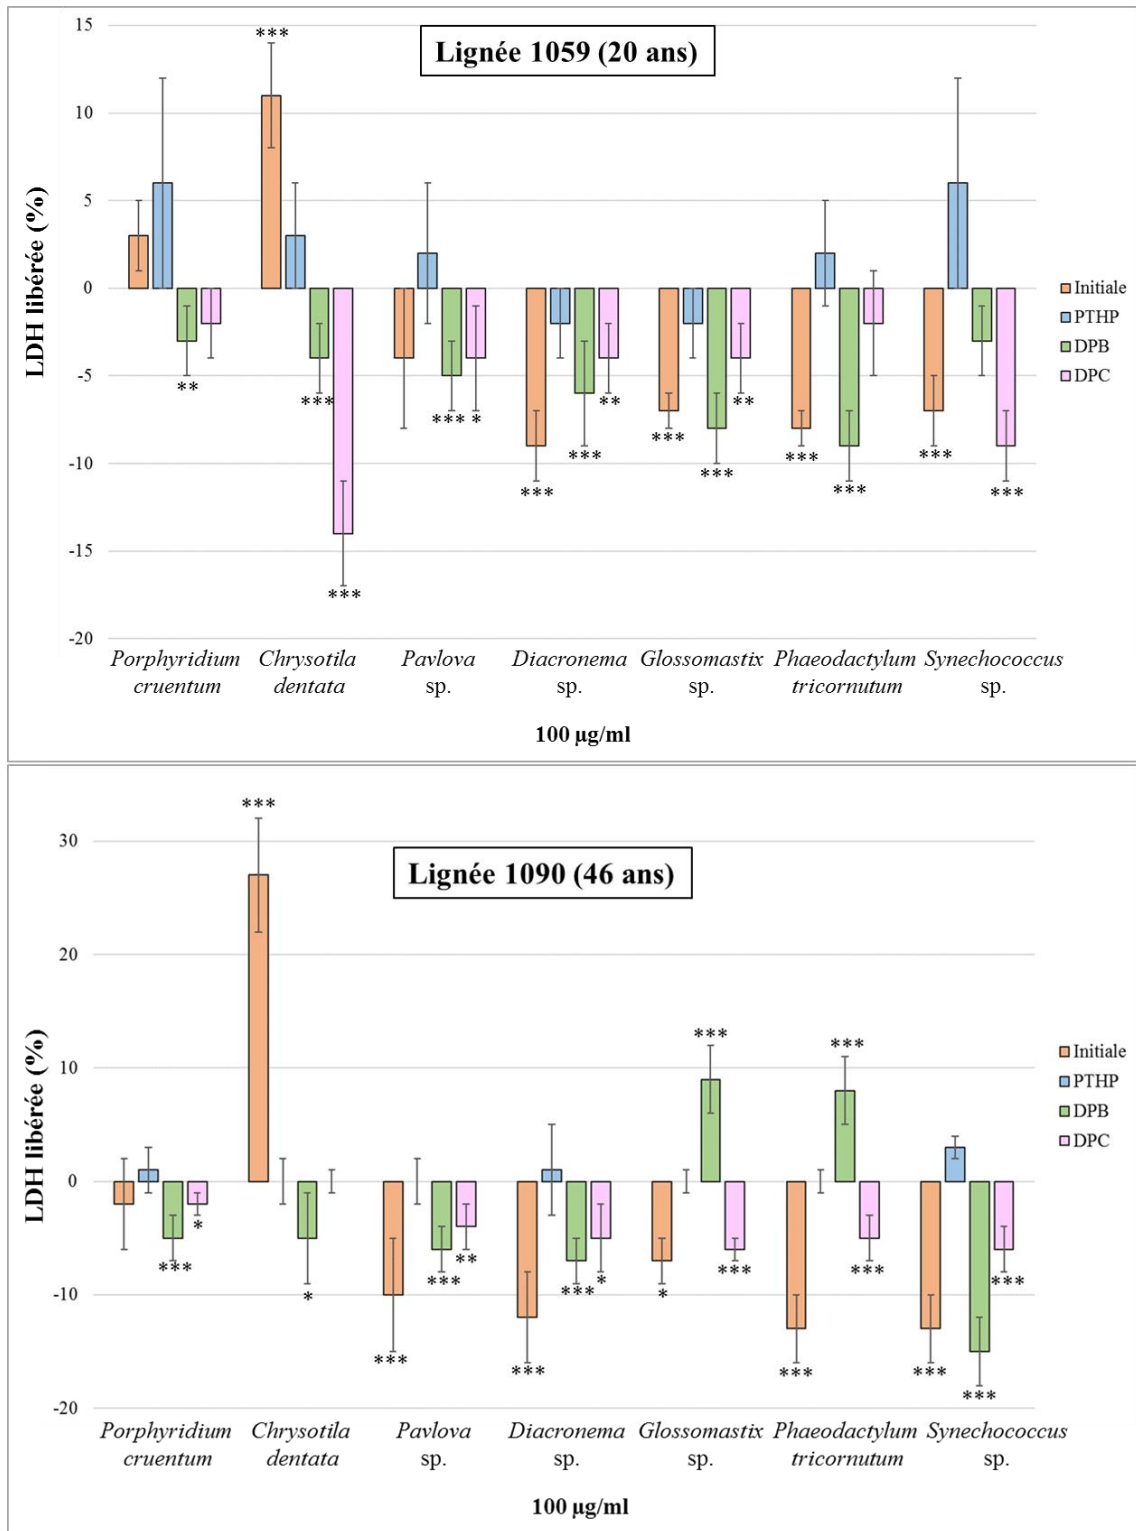 Lignée 1059 (20 ans)
LDH libérée (%)
15
10
5
0
-5
-10
-15
-20
***
**
***
***
*** *
***
***
**
***
***
**
***
***
***
***
Initiale
PTHP
DPB
DPC
Porphyridium cruentum
Chrysotila dentata
Pavlova sp.
Diacronema sp.
Glossomastix sp.
Phaeodactylum tricornutum
Synechococcus sp.
100 µg/ml
Lignée 1090 (46 ans)
LDH libérée (%)
30
20
10
0
-10
-20
***
*
***
*
***
***
**
***
***
*
*
***
***
***
***
***
***
***
***
Initiale
PTHP
DPB
DPC
Porphyridium cruentum
Chrysotila dentata
Pavlova sp.
Diacronema sp.
Glossomastix sp.
Phaeodactylum tricornutum
Synechococcus sp.
100 µg/ml